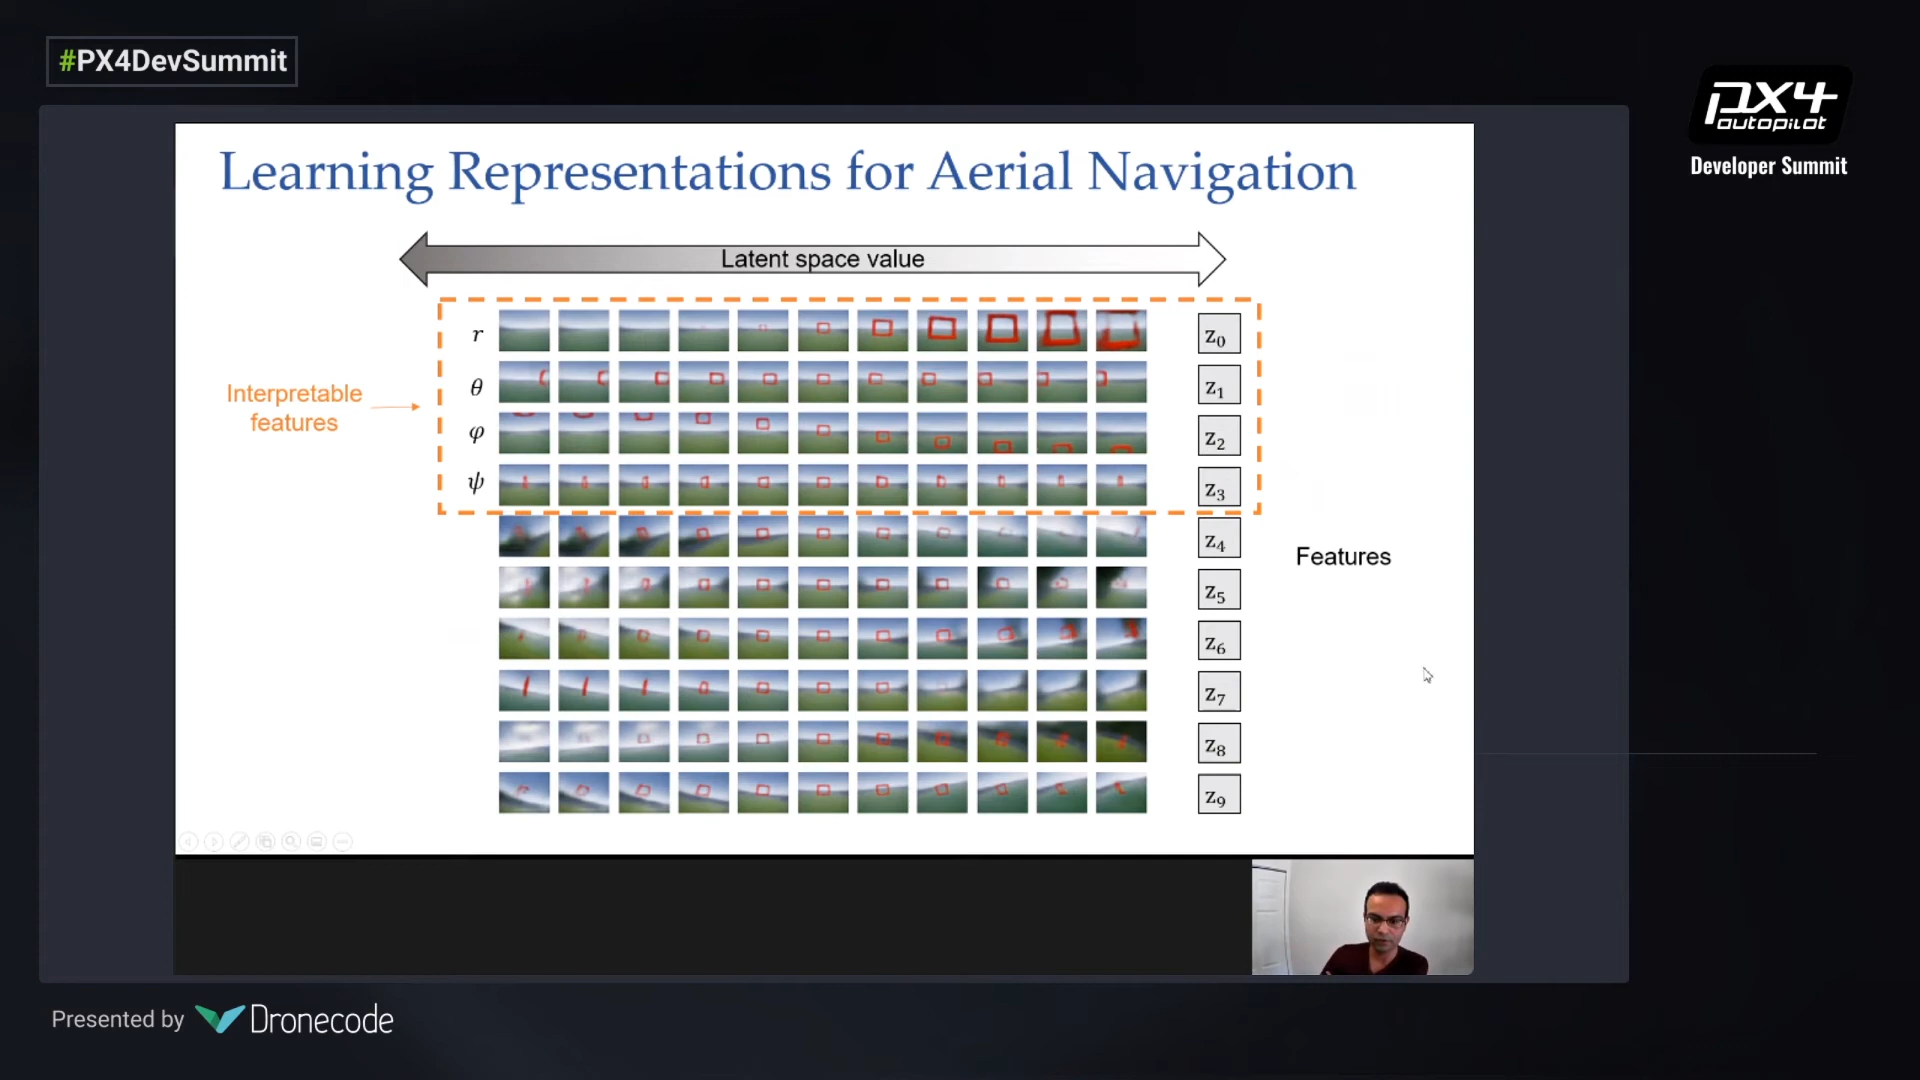 #PX4DevSummit
PX4
autopilot
Developer Summit
Learning Representations for Aerial Navigation
Latent space value
Interpretable
features
r
θ
φ
ψ
z0
z1
z2
z3
z4
z5
z6
z7
z8
z9
Features
Presented by Dronecode